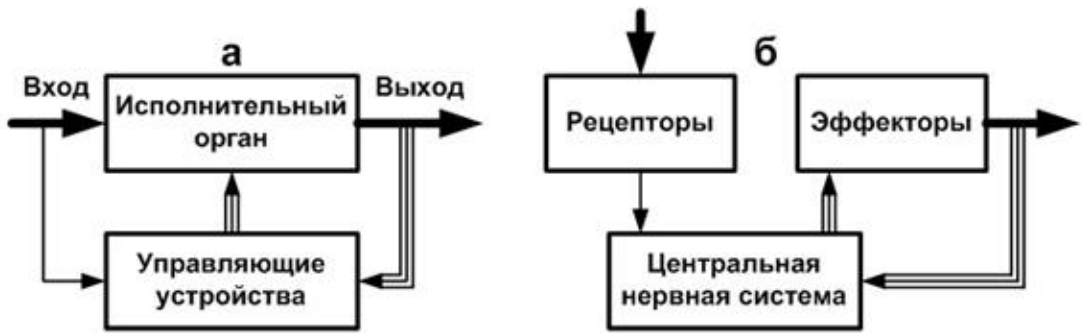 а
Вход
Исполнительный
орган
Выход
Управляющие
устройства
б
Рецепторы
Эффекторы
Центральная
нервная система